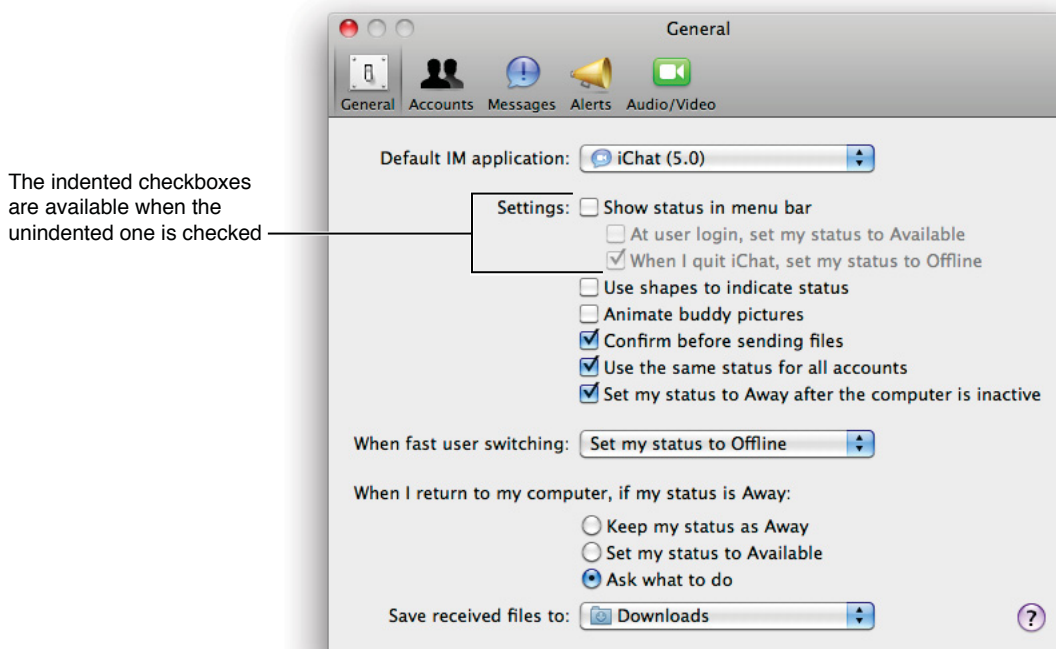 General
General Accounts Messages Alerts Audio/Video
Default IM application: iChat (5.0)
The indented checkboxes
are available when the
unindented one is checked
Settings: Show status in menu bar
At user login, set my status to Available
When I quit iChat, set my status to Offline
Use shapes to indicate status
Animate buddy pictures
Confirm before sending files
Use the same status for all accounts
Set my status to Away after the computer is inactive
When fast user switching: Set my status to Offline
When I return to my computer, if my status is Away:
Keep my status as Away
Set my status to Available
Ask what to do
Save received files to: Downloads ?